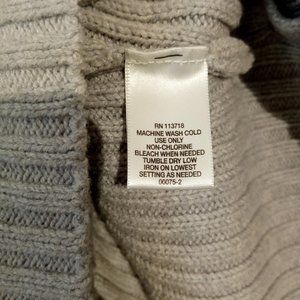 RN 113718
MACHINE WASH COLD
USE ONLY
NON-CHLORINE
BLEACH WHEN NEEDED
TUMBLE DRY LOW
IRON ON LOWEST
SETTING AS NEEDED
00075-2